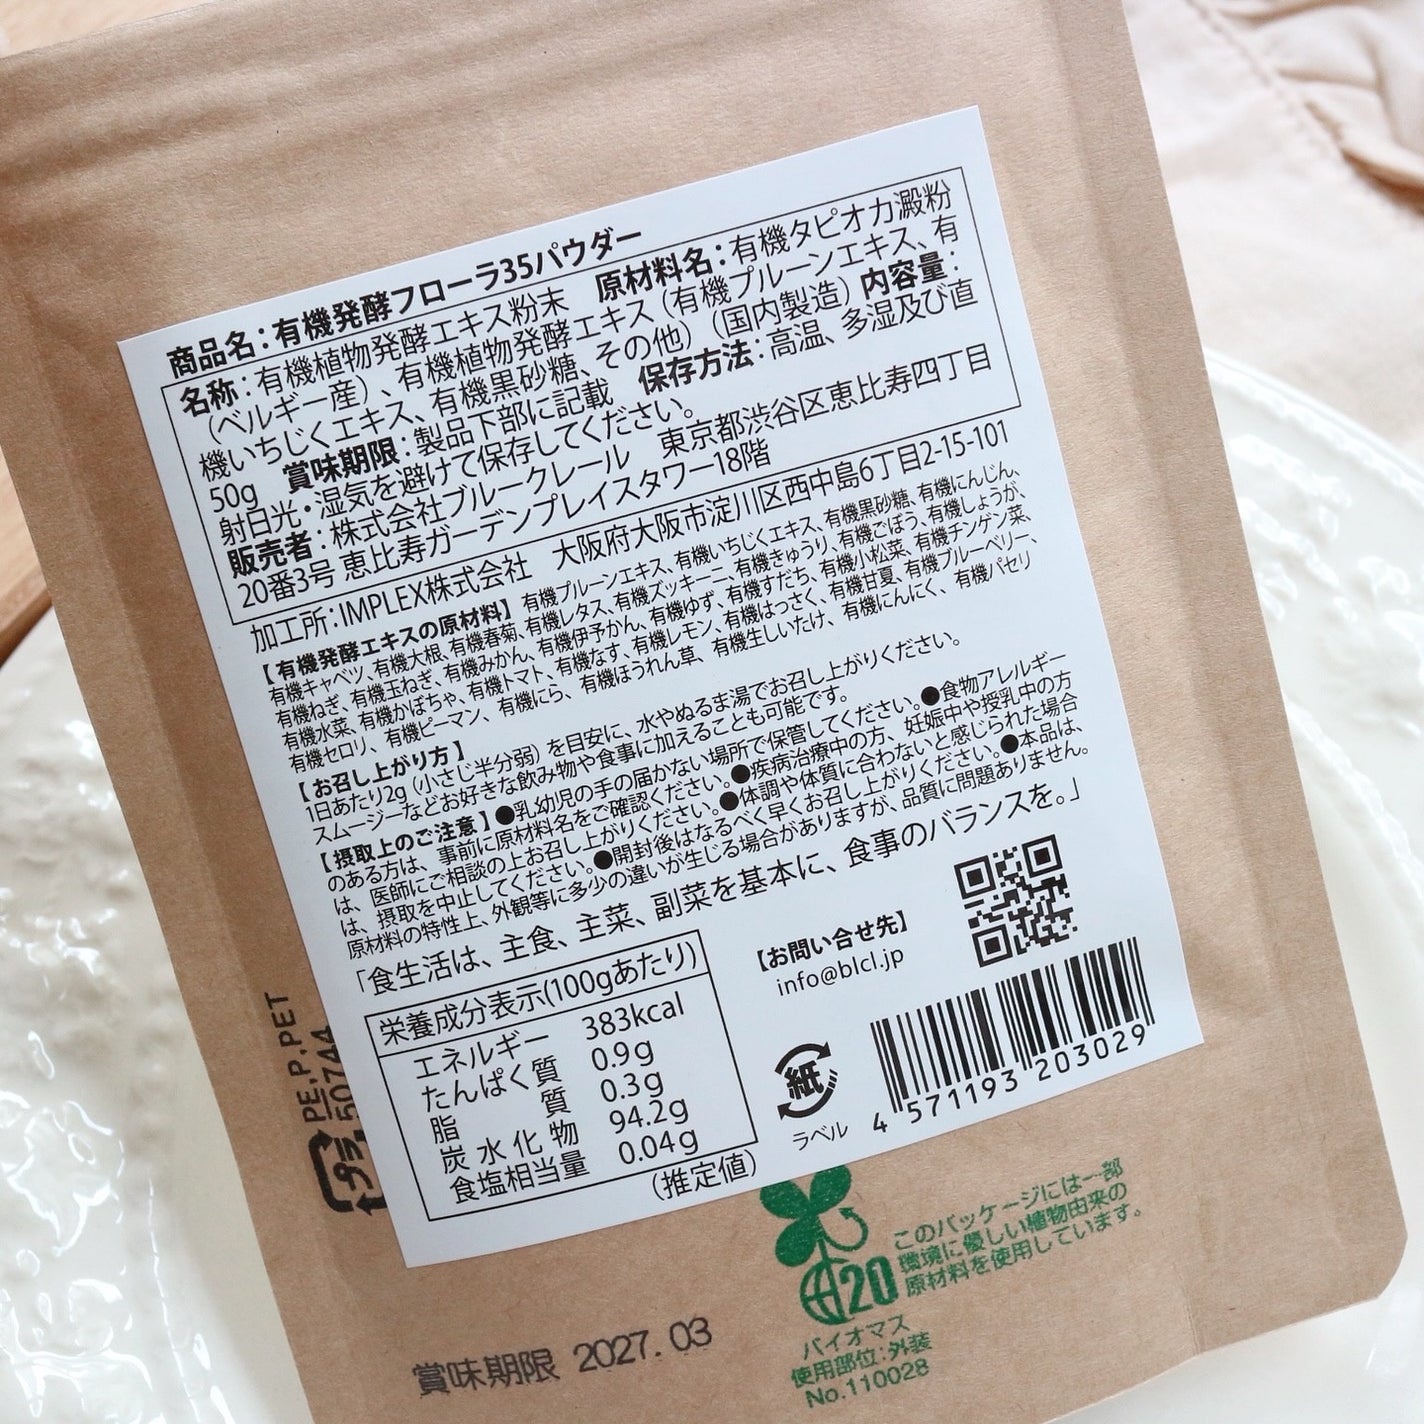 商品名：有機発酵フローラ35パウダー
名称：有機植物発酵エキス粉末　原材料名：有機タピオカ澱粉
（ベルギー産）、有機植物発酵エキス（有機プルーンエキス、有
機いちじくエキス、有機黒砂糖、その他）（国内製造）内容量：
50g　賞味期限：製品下部に記載　保存方法：高温、多湿及び直
射日光・湿気を避けて保存してください。
販売者：株式会社ブルークレール　東京都渋谷区恵比寿四丁目
20番3号 恵比寿ガーデンプレイスタワー18階
加工所：IMPLEX株式会社　大阪府大阪市淀川区西中島6丁目2-15-101
【有機発酵エキスの原材料】有機プルーンエキス、有機いちじくエキス、有機黒砂糖、有機にんじん、
有機キャベツ、有機大根、有機春菊、有機レタス、有機ズッキーニ、有機きゅうり、有機ごぼう、有機しょうが、
有機ねぎ、有機玉ねぎ、有機みかん、有機伊予かん、有機ゆず、有機すだち、有機小松菜、有機チンゲン菜、
有機水菜、有機かぼちゃ、有機トマト、有機なす、有機レモン、有機はっさく、有機甘夏、有機ブルーベリー、
有機セロリ、有機ピーマン、有機にら、有機ほうれん草、有機生しいたけ、有機にんにく、有機パセリ
【お召し上がり方】
1日あたり2g（小さじ半分弱）を目安に、水やぬるま湯でお召し上がりください。
スムージーなどお好きな飲み物や食事に加えることも可能です。
【摂取上のご注意】●乳幼児の手の届かない場所で保管してください。●食物アレルギー
のある方は、事前に原材料名をご確認ください。●疾病治療中の方、妊娠中や授乳中の方
は、医師にご相談の上お召し上がりください。●体調や体質に合わないと感じられた場合
は、摂取を中止してください。●開封後はなるべく早くお召し上がりください。●本品は、
原材料の特性上、外観等に多少の違いが生じる場合がありますが、品質に問題ありません。
「食生活は、主食、主菜、副菜を基本に、食事のバランスを。」
栄養成分表示(100gあたり)
エネルギー 383kcal
たんぱく質 0.9g
脂質 0.3g
炭水化物 94.2g
食塩相当量 0.04g
(推定値)
【お問い合せ先】
info@blcl.jp
紙
ラベル
4 571193 203029
PE,P,PET
50744
プラ
20
このパッケージには一部
環境に優しい植物由来の
原材料を使用しています。
バイオマス
使用部位：外装
No.110028
賞味期限 2027.03